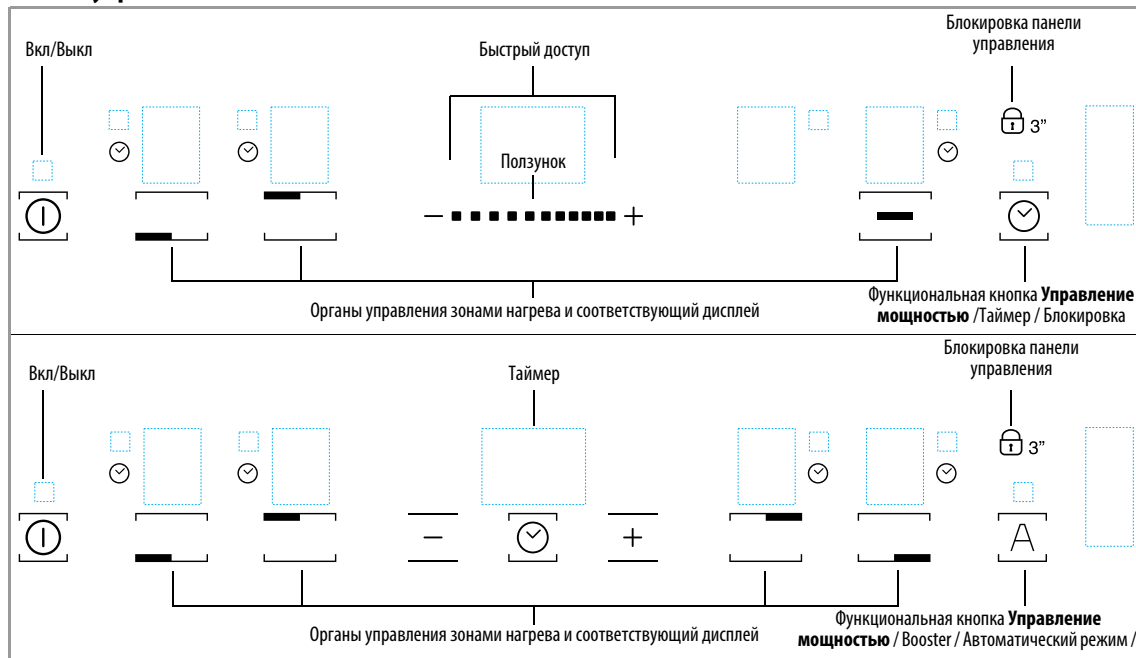 Блокировка панели
управления
Вкл/Выкл
Быстрый доступ
3”
Ползунок
– +
Органы управления зонами нагрева и соответствующий дисплей
Функциональная кнопка Управление
мощностью /Таймер / Блокировка
Блокировка панели
управления
Вкл/Выкл
Таймер
3”
– + A
Органы управления зонами нагрева и соответствующий дисплей
Функциональная кнопка Управление
мощностью / Booster / Автоматический режим /